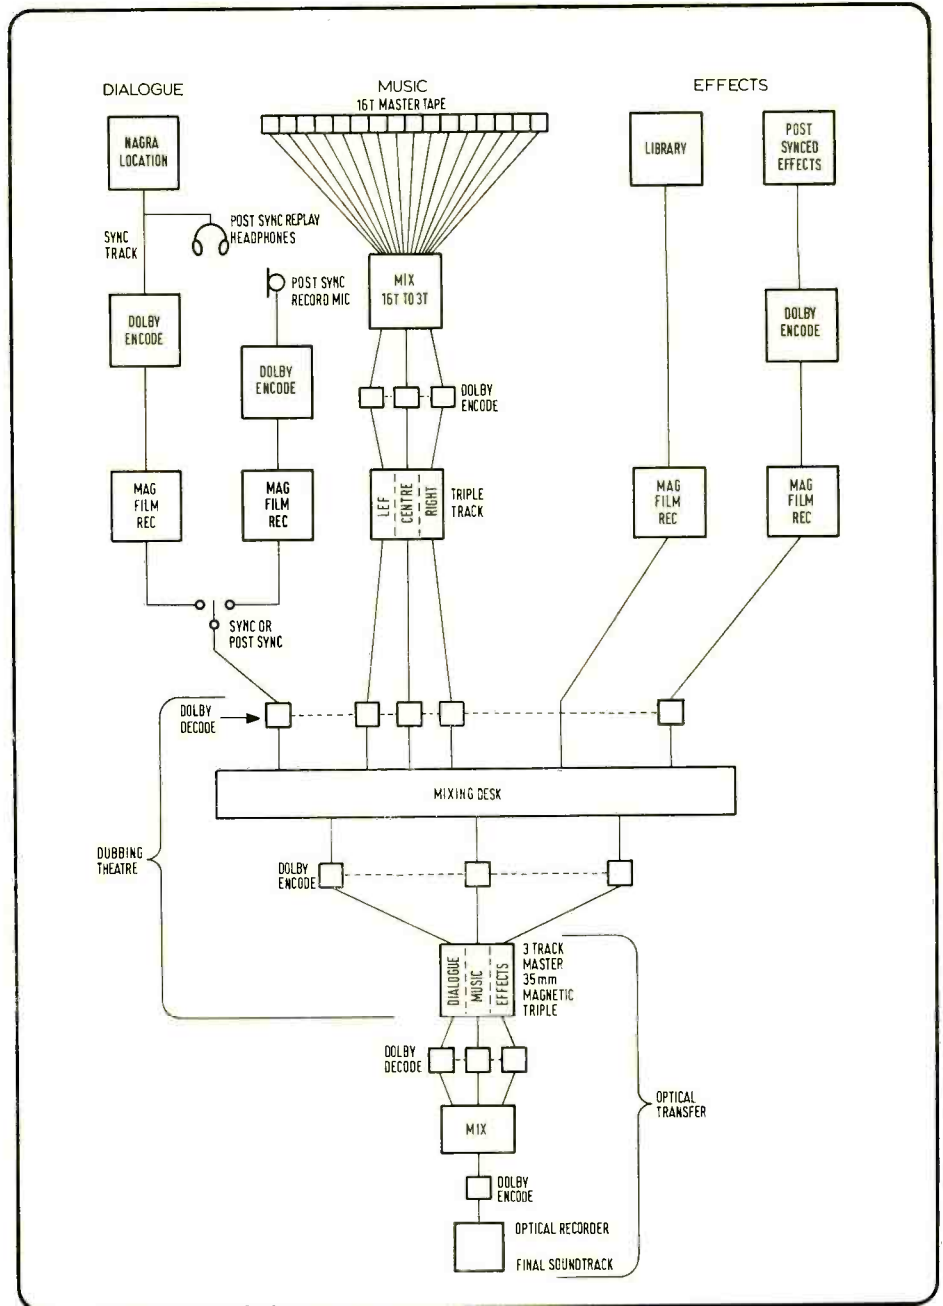 DIALOGUE
MUSIC
EFFECTS
16T MASTER TAPE
NAGRA
LOCATION
LIBRARY
POST
SYNCED
EFFECTS
SYNC
TRACK
POST SYNC REPLAY
HEADPHONES
POST SYNC
RECORD MIC
MIX
16T TO 3T
DOLBY
ENCODE
DOLBY
ENCODE
DOLBY
ENCODE
DOLBY
ENCODE
MAG
FILM
REC
MAG
FILM
REC
LEF
CENTRE
RIGHT
TRIPLE
TRACK
MAG
FILM
REC
MAG
FILM
REC
SYNC OR
POST SYNC
DOLBY
DECODE
MIXING DESK
DUBBING
THEATRE
DOLBY
ENCODE
DIALOGUE
MUSIC
EFFECTS
3 TRACK
MASTER
35mm
MAGNETIC
TRIPLE
DOLBY
DECODE
MIX
OPTICAL
TRANSFER
DOLBY
ENCODE
OPTICAL RECORDER
FINAL SOUNDTRACK